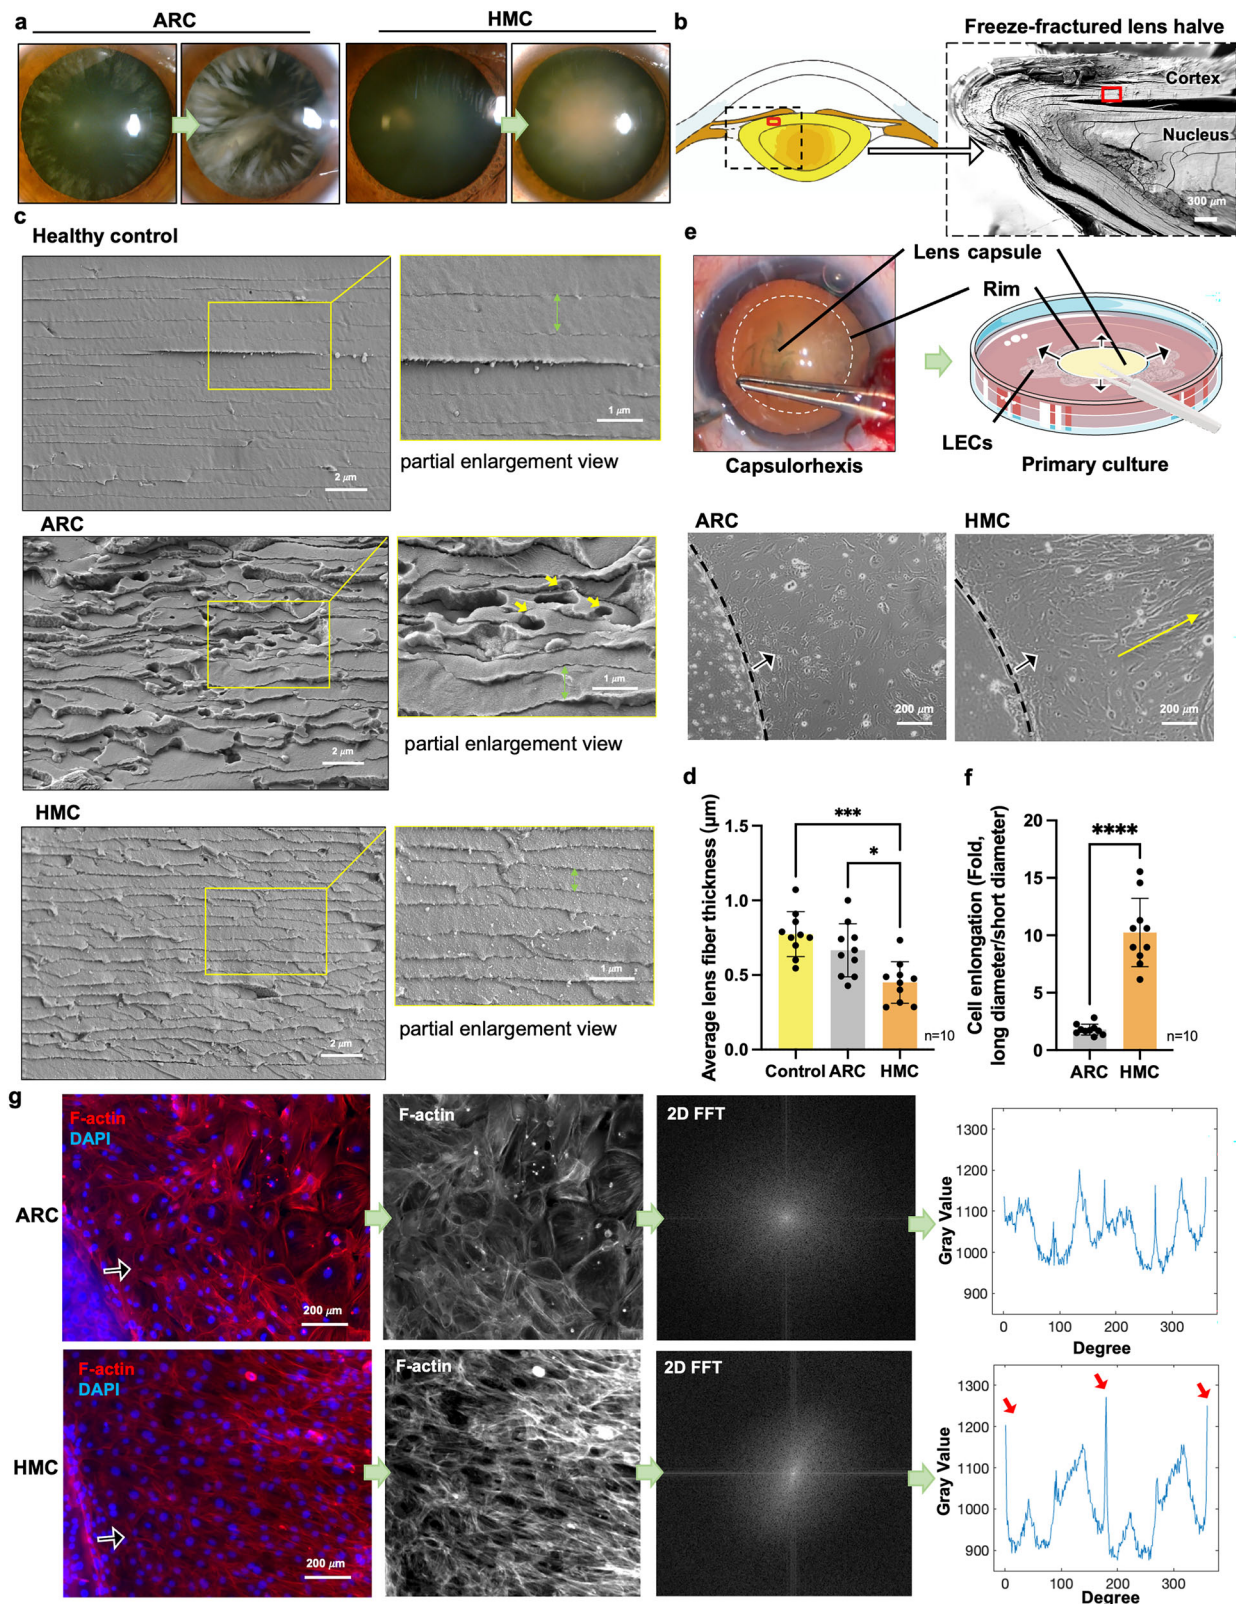 a
ARC
HMC
b
Freeze-fractured lens halve
Cortex
Nucleus
300 μm
c
Healthy control
2 μm
1 μm
partial enlargement view
ARC
2 μm
1 μm
partial enlargement view
HMC
2 μm
1 μm
partial enlargement view
e
Lens capsule
Rim
LECs
Capsulorhexis
Primary culture
ARC
200 μm
HMC
200 μm
d
Average lens fiber thickness (μm)
1.5
1.0
0.5
0.0
***
*
n=10
Control
ARC
HMC
f
Cell enlongation (Fold,
long diameter/short diameter)
20
15
10
5
0
****
n=10
ARC
HMC
g
ARC
F-actin
DAPI
200 μm
F-actin
2D FFT
Gray Value
1300
1200
1100
1000
900
0
100
200
300
Degree
HMC
F-actin
DAPI
200 μm
F-actin
2D FFT
Gray Value
1300
1200
1100
1000
900
0
100
200
300
Degree